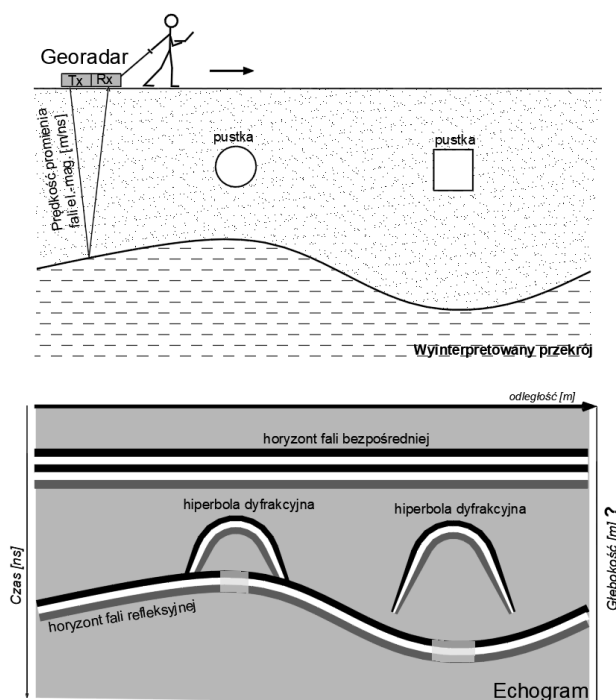 Georadar
Tx Rx
Prędkość promienia
fali el.-mag. [m/ns]
pustka
pustka
Wyinterpretowany przekrój
odległość [m]
horyzont fali bezpośredniej
hiperbola dyfrakcyjna
hiperbola dyfrakcyjna
Czas [ns]
Głębokość [m] ?
horyzont fali refleksyjnej
Echogram